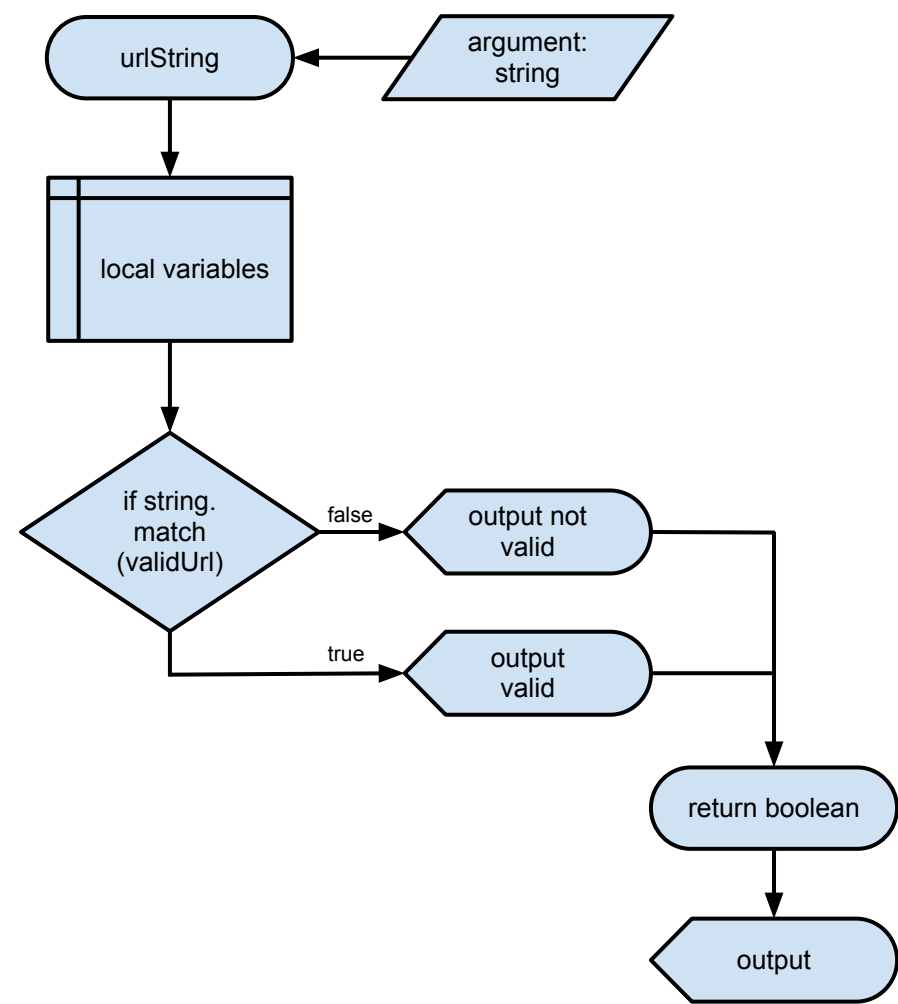 urlString
argument:
string
local variables
if string.
match
(validUrl)
false
output not
valid
true
output
valid
return boolean
output